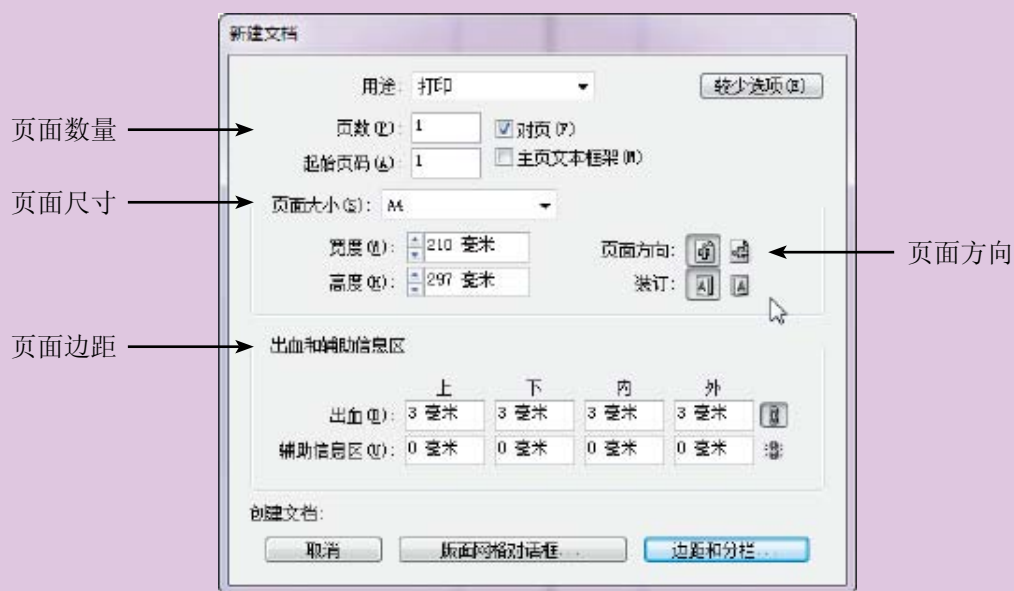 新建文档
用途: 打印 较少选项(E)
页面数量 页数(P): 1 对页(F)
起始页码(A): 1 主页文本框架(M)
页面尺寸 页面大小(S): A4
宽度(W): 210 毫米 页面方向: 页面方向
高度(H): 297 毫米 装订:
页面边距 出血和辅助信息区
上 下 内 外
出血(D): 3 毫米 3 毫米 3 毫米 3 毫米
辅助信息区(U): 0 毫米 0 毫米 0 毫米 0 毫米
创建文档:
取消 版面网格对话框... 边距和分栏...